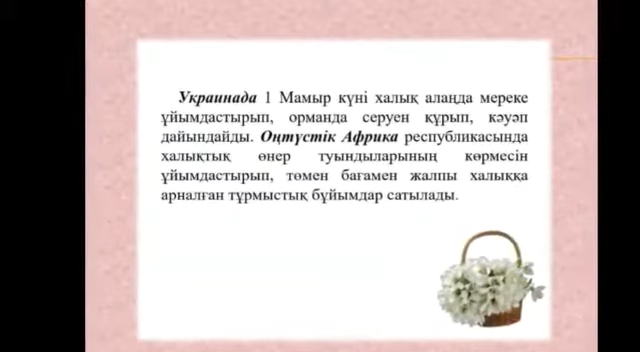 Украинада 1 Мамыр күні халық алаңда мереке
ұйымдастырып, орманда серуен құрып, кәуәп
дайындайды. Оңтүстік Африка республикасында
халықтық өнер туындыларының көрмесін
ұйымдастырып, төмен бағамен жалпы халыққа
арналған тұрмыстық бұйымдар сатылады.